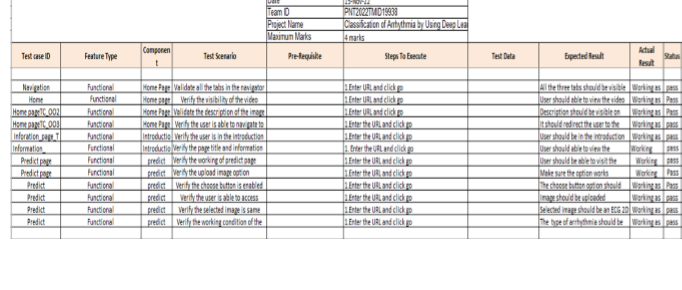 Date 15-Nov-22
Team ID PNT2022TMID19938
Project Name Classification of Arrhythmia by Using Deep Lea
Maximum Marks 4 marks
Test case ID Feature Type Componen t Test Scenario Pre-Requisite Steps To Execute Test Data Expected Result Actual Result Status
Navigation Functional Home Page Validate all the tabs in the navigator 1.Enter URL and click go All the three tabs should be visible Working as pass
Home Functional Home page Verify the visibility of the video 1.Enter URL and click go User should able to view the video Working as Pass
Home pageTC_OO2 Functional Home Page Validate the description of the image 1.Enter URL and click go Description should be visible on Working as pass
Home pageTC_OO3 Functional Home Page Verify the user is able to navigate to 1.Enter URL and click go It should redirect the user to the Working as pass
Inforation_page_T Functional Introductio Verify the user is in the introduction 1.Enter the URL and click go User should be in the introduction Working as pass
Information_ Functional Introductio Verify the page title and information 1. Enter the URL and click go User should able to view the Working pass
Predict page Functional predict Verify the working of predict page 1.Enter the URL and click go User should be able to visit the Working pass
Predict page Functional predict Verify the upload image option 1.Enter the URL and click go Make sure the option works Working Pass
Predict Functional predict Verify the choose button is enabled 1.Enter the URL and click go The choose button option should Working as pass
Predict Functional predict Verify the user is able to access 1.Enter the URL and click go Image should be uploaded Working as pass
Predict Functional predict Verify the selected image is same 1.Enter the URL and click go Selected image should be an ECG 2D Working as pass
Predict Functional predict Verify the working condition of the 1.Enter the URL and click go The type of arrhythmia should be Working as pass